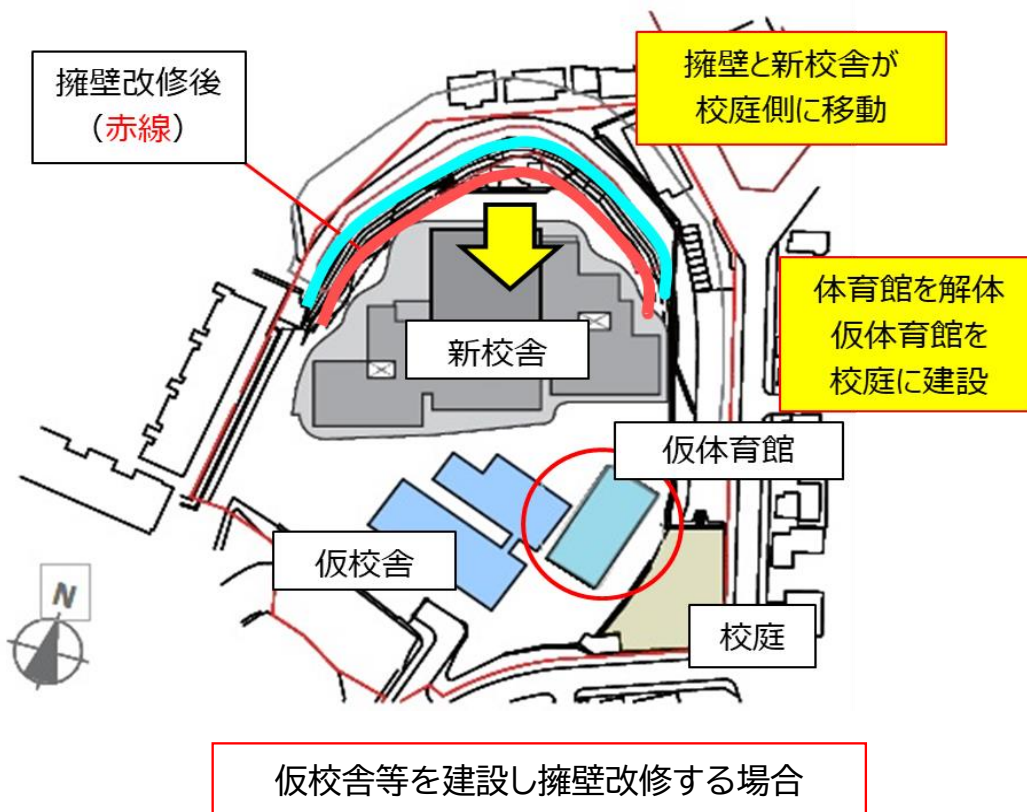 擁壁改修後
（赤線）
擁壁と新校舎が
校庭側に移動
体育館を解体
仮体育館を
校庭に建設
新校舎
仮体育館
仮校舎
校庭
N
仮校舎等を建設し擁壁改修する場合